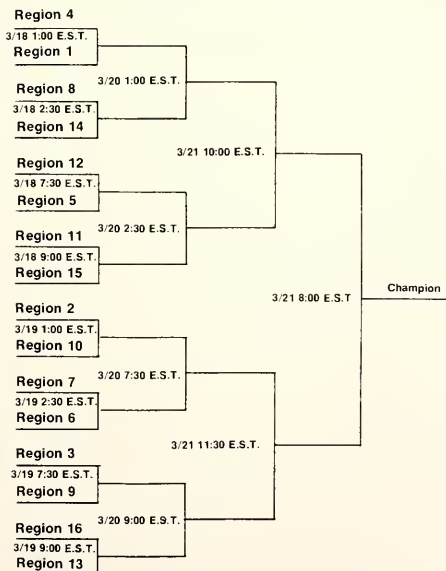 Region 4
3/18 1:00 E.S.T.
Region 1
3/20 1:00 E.S.T.
Region 8
3/18 2:30 E.S.T.
Region 14
3/21 10:00 E.S.T.
Region 12
3/18 7:30 E.S.T.
Region 5
3/20 2:30 E.S.T.
Region 11
3/18 9:00 E.S.T.
Region 15
3/21 8:00 E.S.T
Champion
Region 2
3/19 1:00 E.S.T.
Region 10
3/20 7:30 E.S.T.
Region 7
3/19 2:30 E.S.T.
Region 6
3/21 11:30 E.S.T.
Region 3
3/19 7:30 E.S.T.
Region 9
3/20 9:00 E.S.T.
Region 16
3/19 9:00 E.S.T.
Region 13